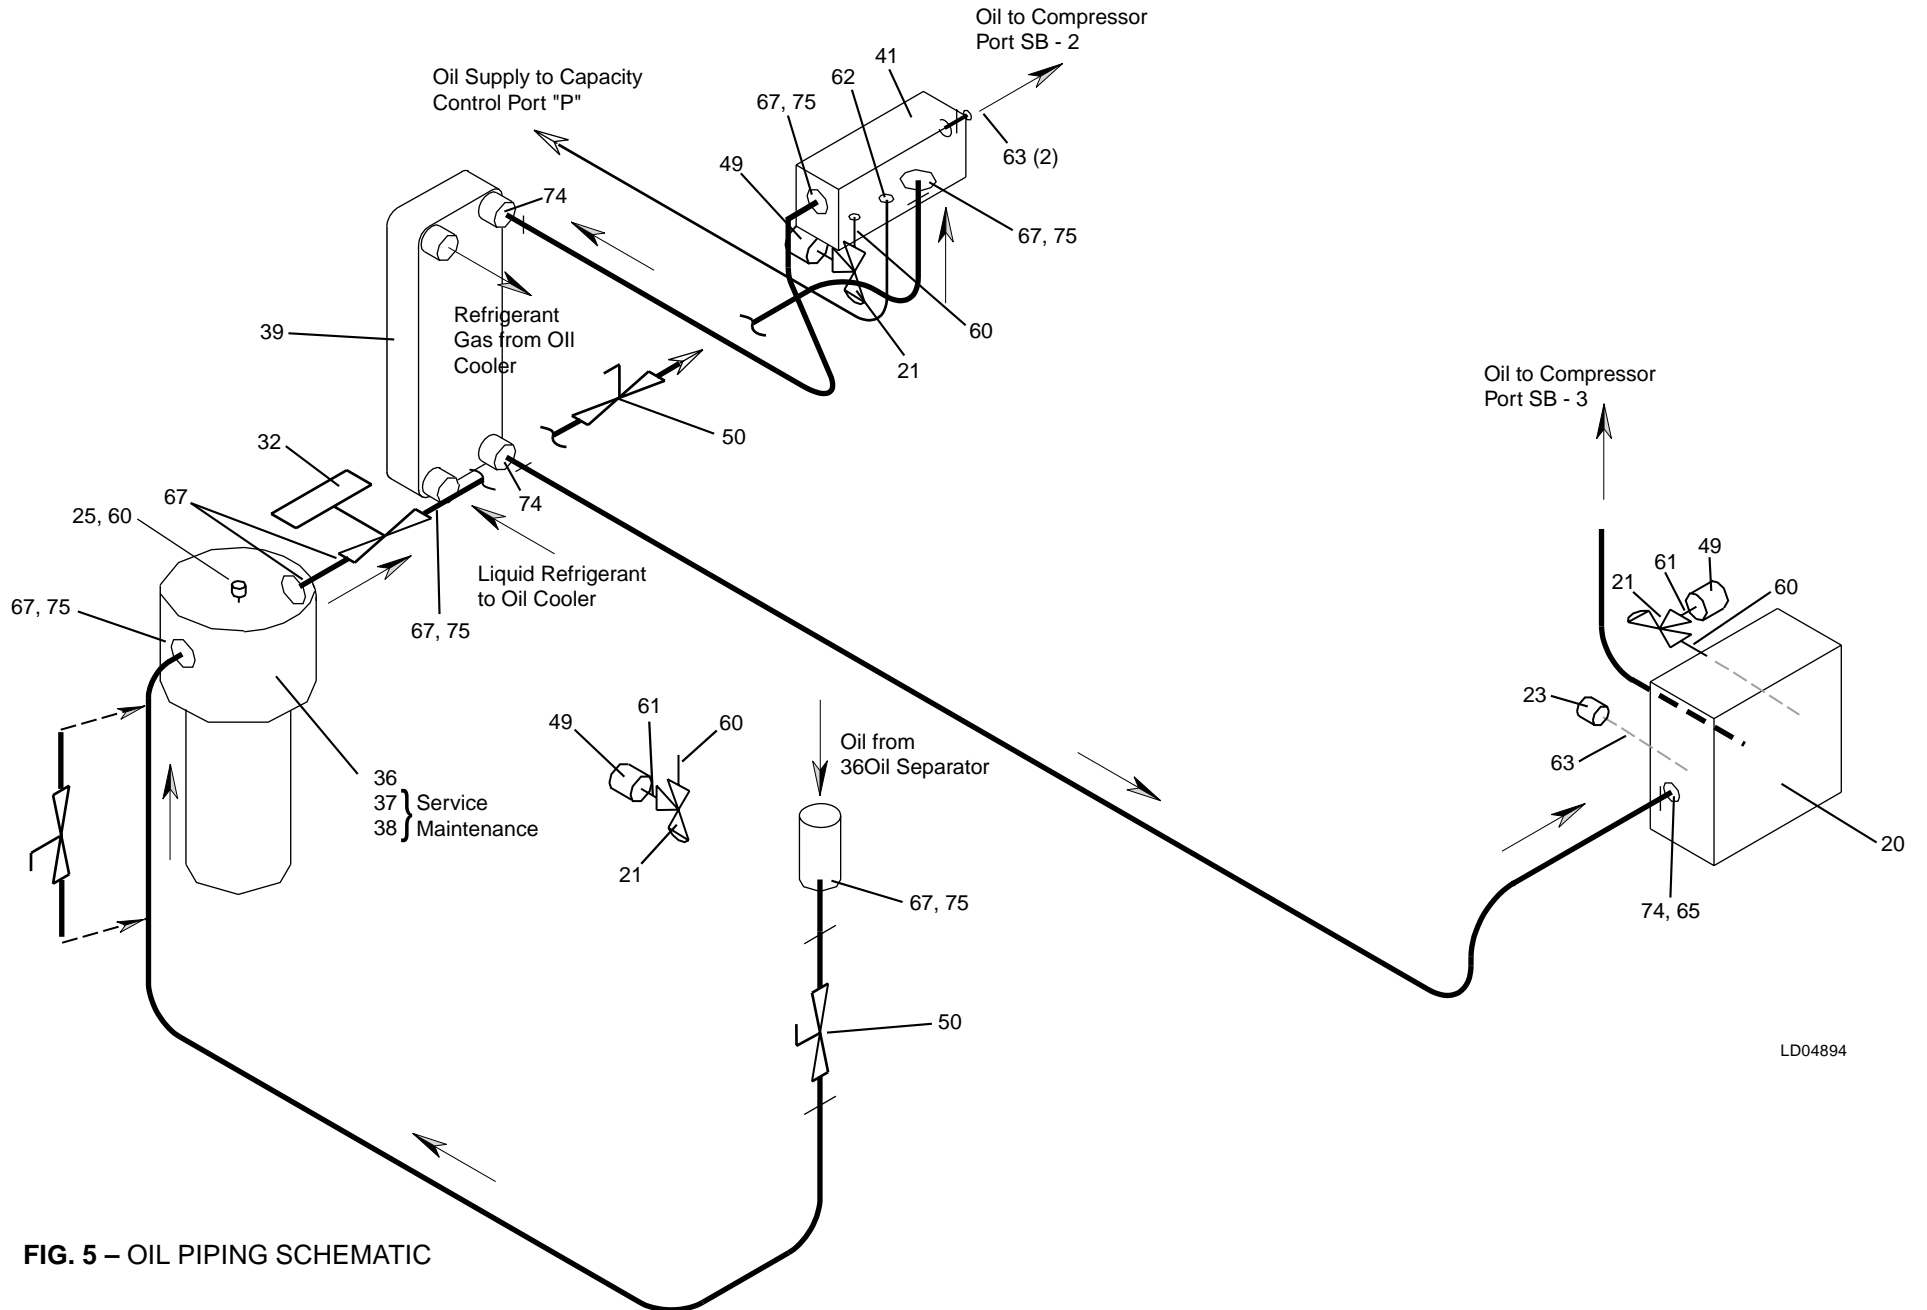 Oil to Compressor
Port SB - 2
41
Oil Supply to Capacity
Control Port "P"
62
67, 75
63 (2)
49
74
67, 75
Refrigerant
Gas from OIl
Cooler
39
60
21
Oil to Compressor
Port SB - 3
50
32
67
74
25, 60
49
61
21
60
Liquid Refrigerant
to Oil Cooler
67, 75
67, 75
23
49
61
60
Oil from
36Oil Separator
63
36
37 } Service
38 } Maintenance
20
21
67, 75
74, 65
50
LD04894
FIG. 5 – OIL PIPING SCHEMATIC